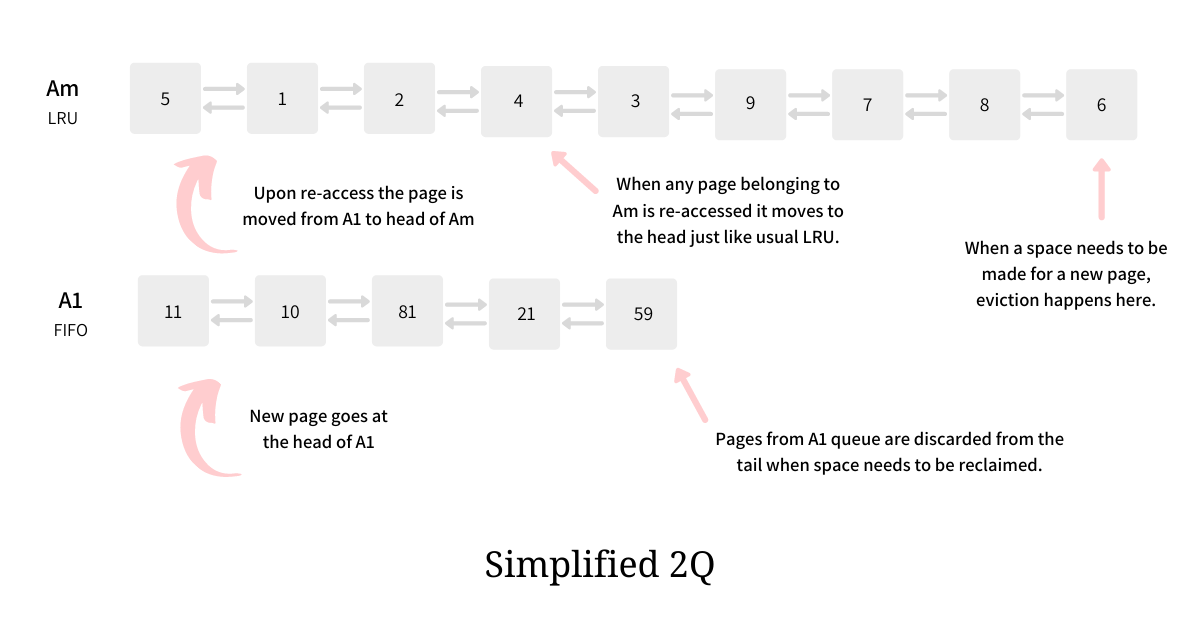 Am
LRU
5
1
2
4
3
9
7
8
6
Upon re-access the page is
moved from A1 to head of Am
When any page belonging to
Am is re-accessed it moves to
the head just like usual LRU.
When a space needs to be
made for a new page,
eviction happens here.
A1
FIFO
11
10
81
21
59
New page goes at
the head of A1
Pages from A1 queue are discarded from the
tail when space needs to be reclaimed.
Simplified 2Q